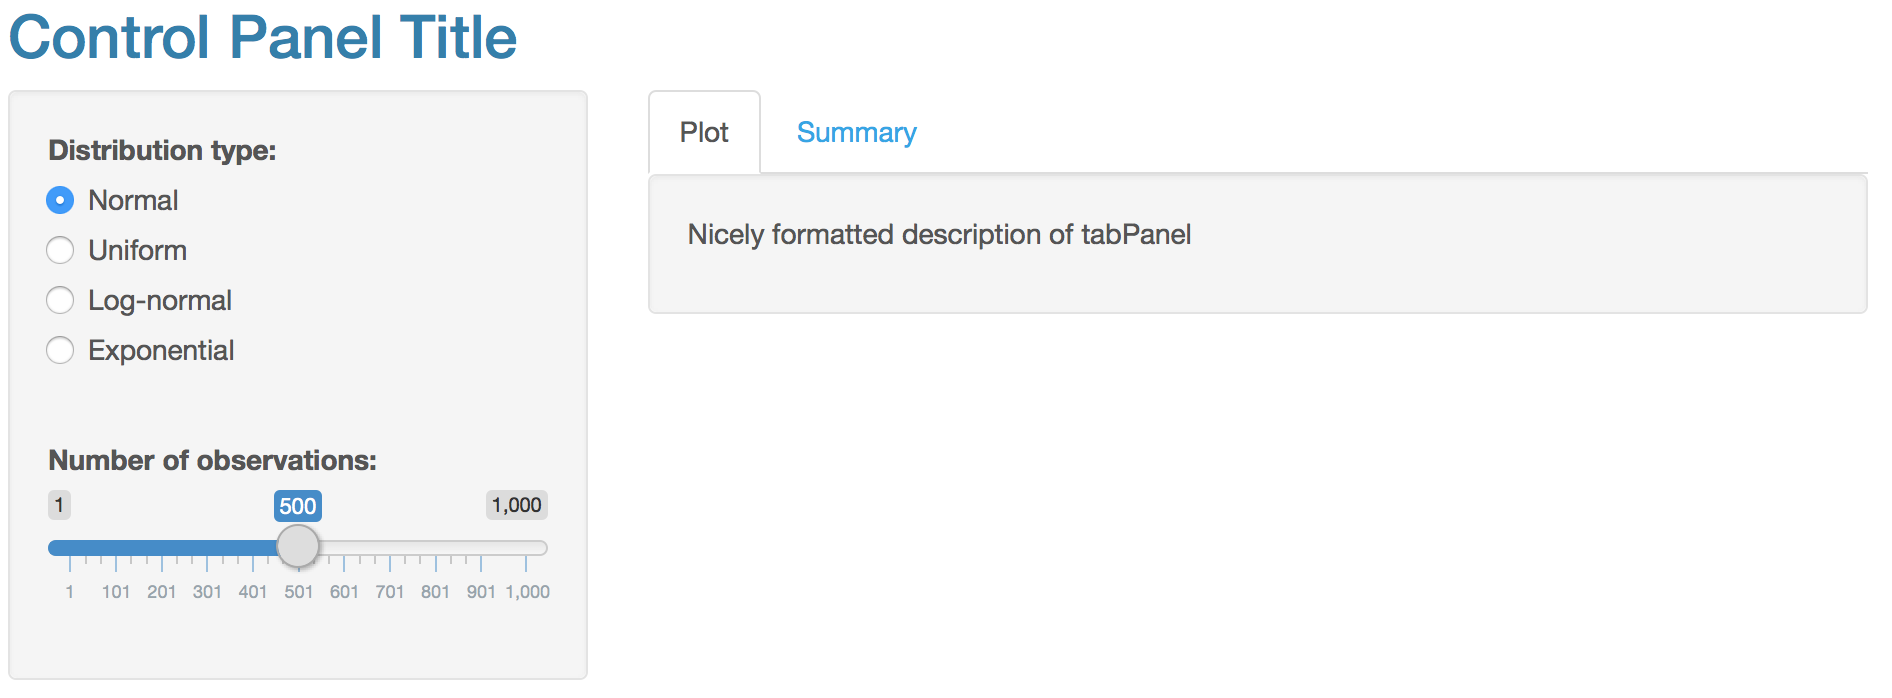 Control Panel Title
Distribution type:
Normal
Uniform
Log-normal
Exponential
Number of observations:
1 500 1,000
1 101 201 301 401 501 601 701 801 901 1,000
Plot Summary
Nicely formatted description of tabPanel